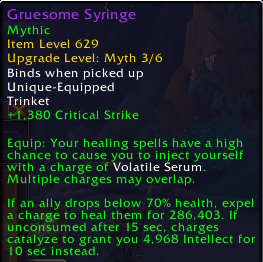 Gruesome Syringe
Mythic
Item Level 629
Upgrade Level: Myth 3/6
Binds when picked up
Unique-Equipped
Trinket
+1,380 Critical Strike
Equip: Your healing spells have a high
chance to cause you to inject yourself
with a charge of Volatile Serum.
Multiple charges may overlap.
If an ally drops below 70% health, expel
a charge to heal them for 286,403. If
unconsumed after 15 sec, charges
catalyze to grant you 4,968 Intellect for
10 sec instead.